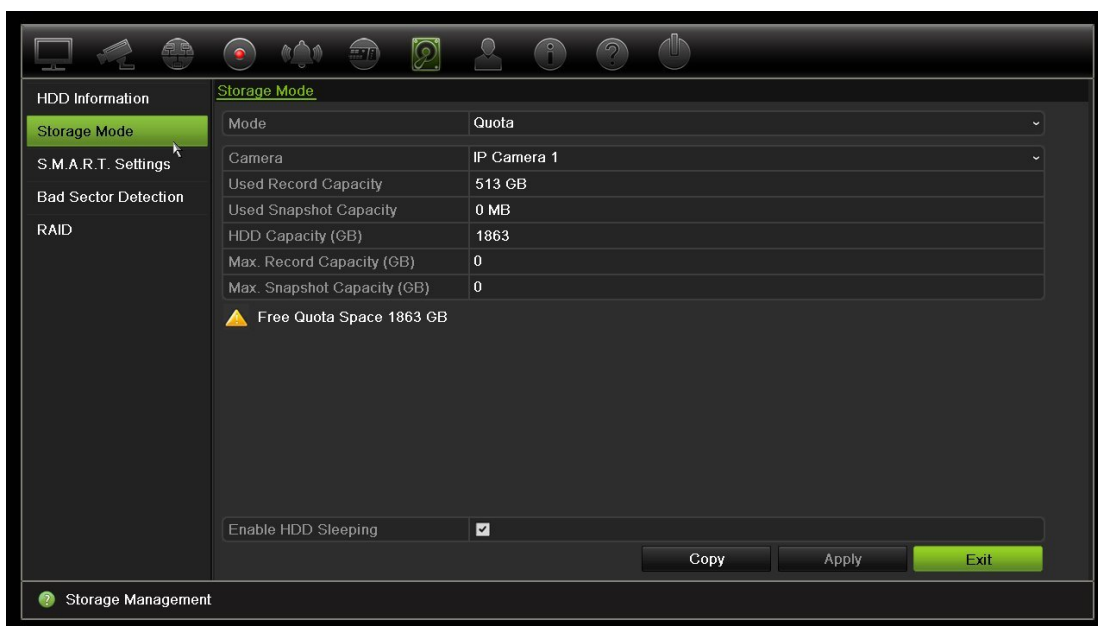 HDD Information
Storage Mode
S.M.A.R.T. Settings
Bad Sector Detection
RAID
Storage Mode
Mode Quota
Camera IP Camera 1
Used Record Capacity 513 GB
Used Snapshot Capacity 0 MB
HDD Capacity (GB) 1863
Max. Record Capacity (GB) 0
Max. Snapshot Capacity (GB) 0
Free Quota Space 1863 GB
Enable HDD Sleeping
Copy Apply Exit
Storage Management